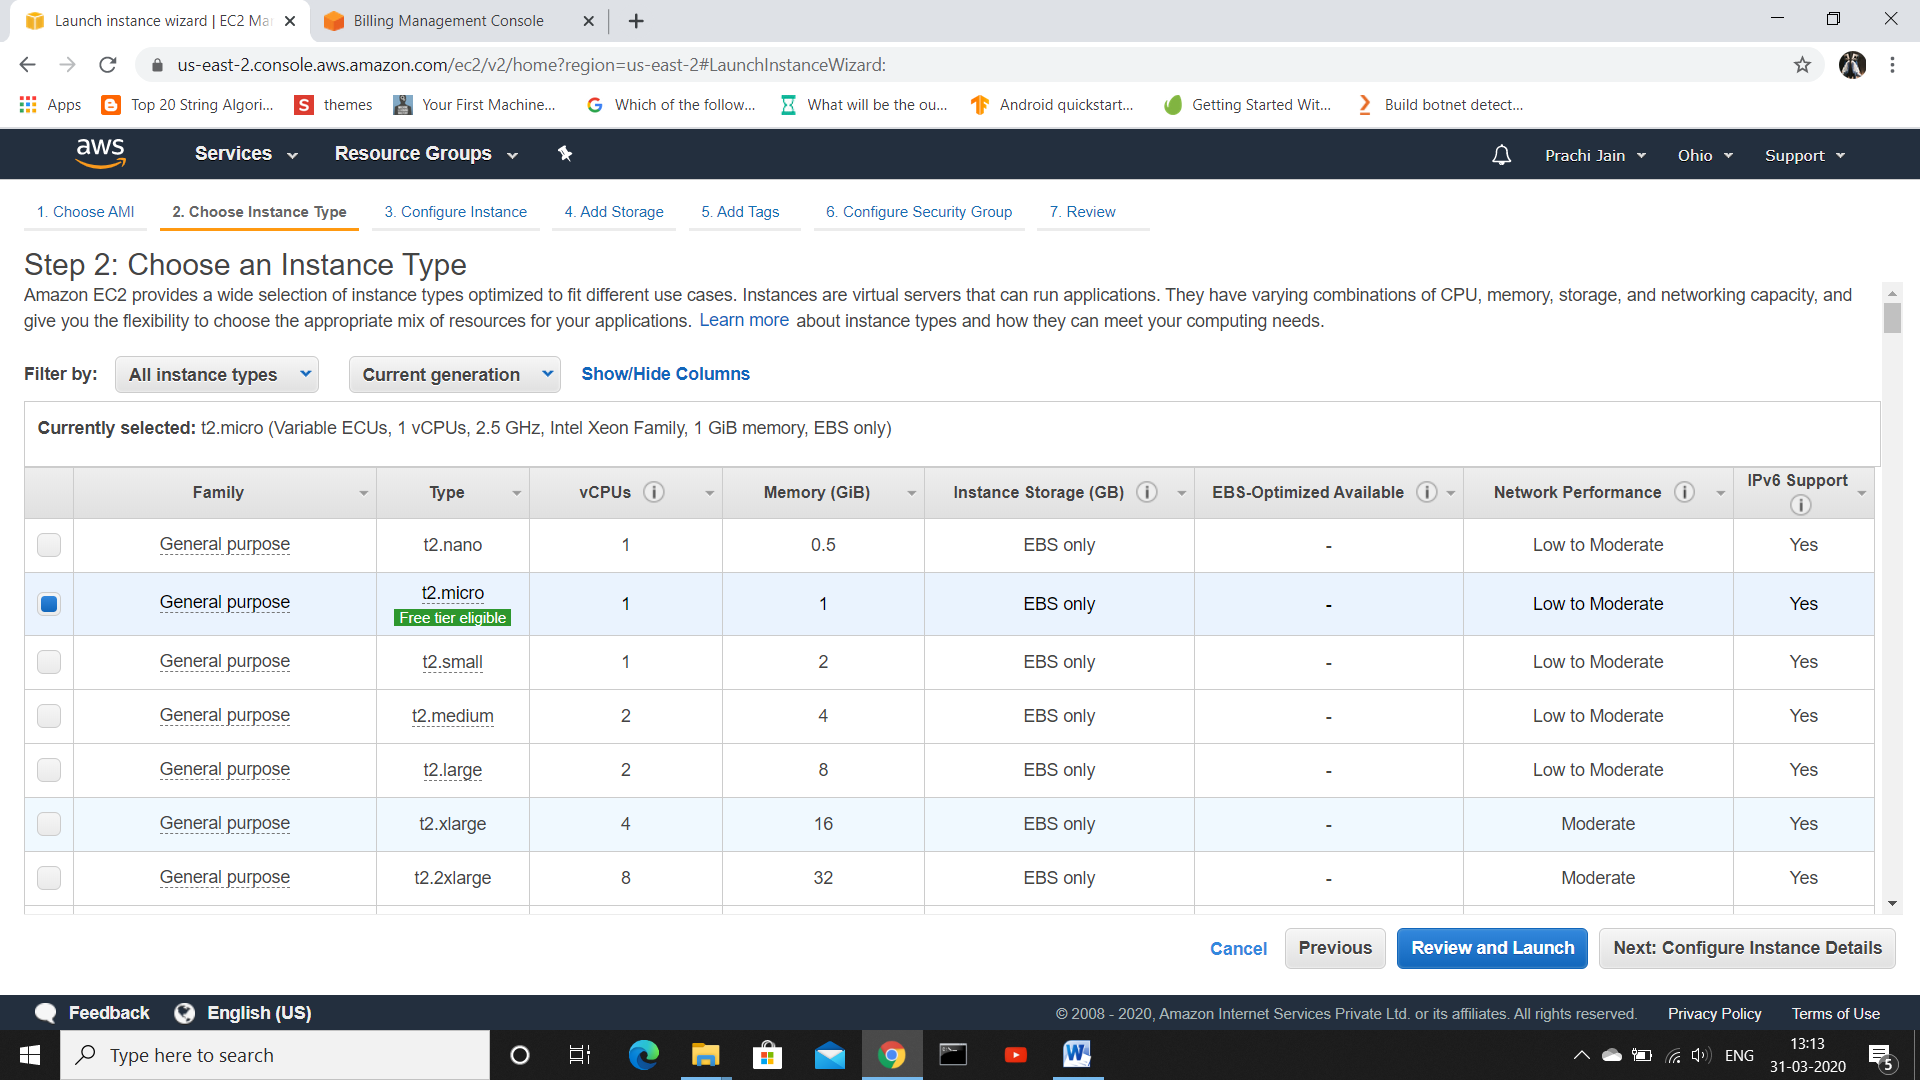 Launch instance wizard | EC2 Mar
Billing Management Console
us-east-2.console.aws.amazon.com/ec2/v2/home?region=us-east-2#LaunchInstanceWizard:
Apps
Top 20 String Algori...
S
themes
Your First Machine...
Which of the follow...
What will be the ou...
Android quickstart...
Getting Started Wit...
Build botnet detect...
aws
Services
Resource Groups
Prachi Jain
Ohio
Support
1. Choose AMI
2. Choose Instance Type
3. Configure Instance
4. Add Storage
5. Add Tags
6. Configure Security Group
7. Review
Step 2: Choose an Instance Type
Amazon EC2 provides a wide selection of instance types optimized to fit different use cases. Instances are virtual servers that can run applications. They have varying combinations of CPU, memory, storage, and networking capacity, and
give you the flexibility to choose the appropriate mix of resources for your applications. Learn more about instance types and how they can meet your computing needs.
Filter by: All instance types Current generation Show/Hide Columns
Currently selected: t2.micro (Variable ECUs, 1 vCPUs, 2.5 GHz, Intel Xeon Family, 1 GiB memory, EBS only)
Family Type vCPUs Memory (GiB) Instance Storage (GB) EBS-Optimized Available Network Performance IPv6 Support
General purpose t2.nano 1 0.5 EBS only - Low to Moderate Yes
General purpose t2.micro 1 1 EBS only - Low to Moderate Yes
Free tier eligible
General purpose t2.small 1 2 EBS only - Low to Moderate Yes
General purpose t2.medium 2 4 EBS only - Low to Moderate Yes
General purpose t2.large 2 8 EBS only - Low to Moderate Yes
General purpose t2.xlarge 4 16 EBS only - Moderate Yes
General purpose t2.2xlarge 8 32 EBS only - Moderate Yes
Cancel Previous Review and Launch Next: Configure Instance Details
Feedback English (US) © 2008 - 2020, Amazon Internet Services Private Ltd. or its affiliates. All rights reserved. Privacy Policy Terms of Use
Type here to search
W
ENG
13:13
31-03-2020
5